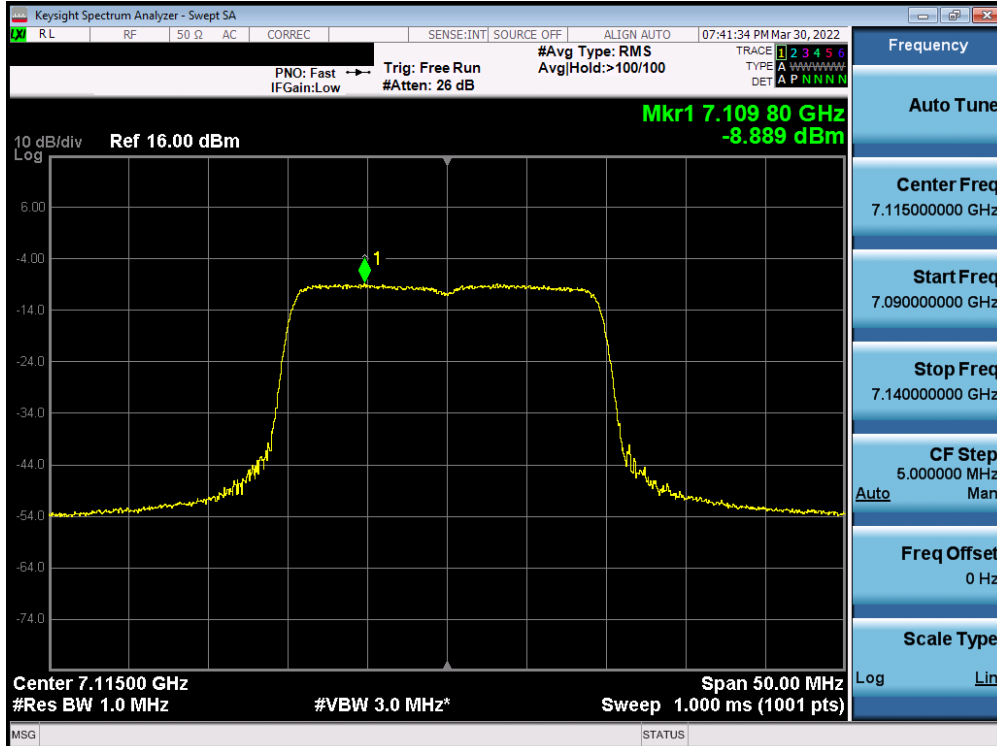 Keysight Spectrum Analyzer - Swept SA
LXI RL RF 50 Ω AC CORREC SENSE:INT SOURCE OFF ALIGN AUTO 07:41:34 PM Mar 30, 2022
PNO: Fast
IFGain:Low
Trig: Free Run
#Atten: 26 dB
#Avg Type: RMS
Avg|Hold:>100/100
TRACE 1 2 3 4 5 6
TYPE A WWWWW
DET A P N N N N
Mkr1 7.109 80 GHz
-8.889 dBm
10 dB/div Ref 16.00 dBm
Log
6.00
-4.00
-14.0
-24.0
-34.0
-44.0
-54.0
-64.0
-74.0
1
Center 7.11500 GHz Span 50.00 MHz
#Res BW 1.0 MHz #VBW 3.0 MHz* Sweep 1.000 ms (1001 pts)
MSG STATUS
Frequency
Auto Tune
Center Freq
7.115000000 GHz
Start Freq
7.090000000 GHz
Stop Freq
7.140000000 GHz
CF Step
5.000000 MHz
Auto Man
Freq Offset
0 Hz
Scale Type
Log Lin